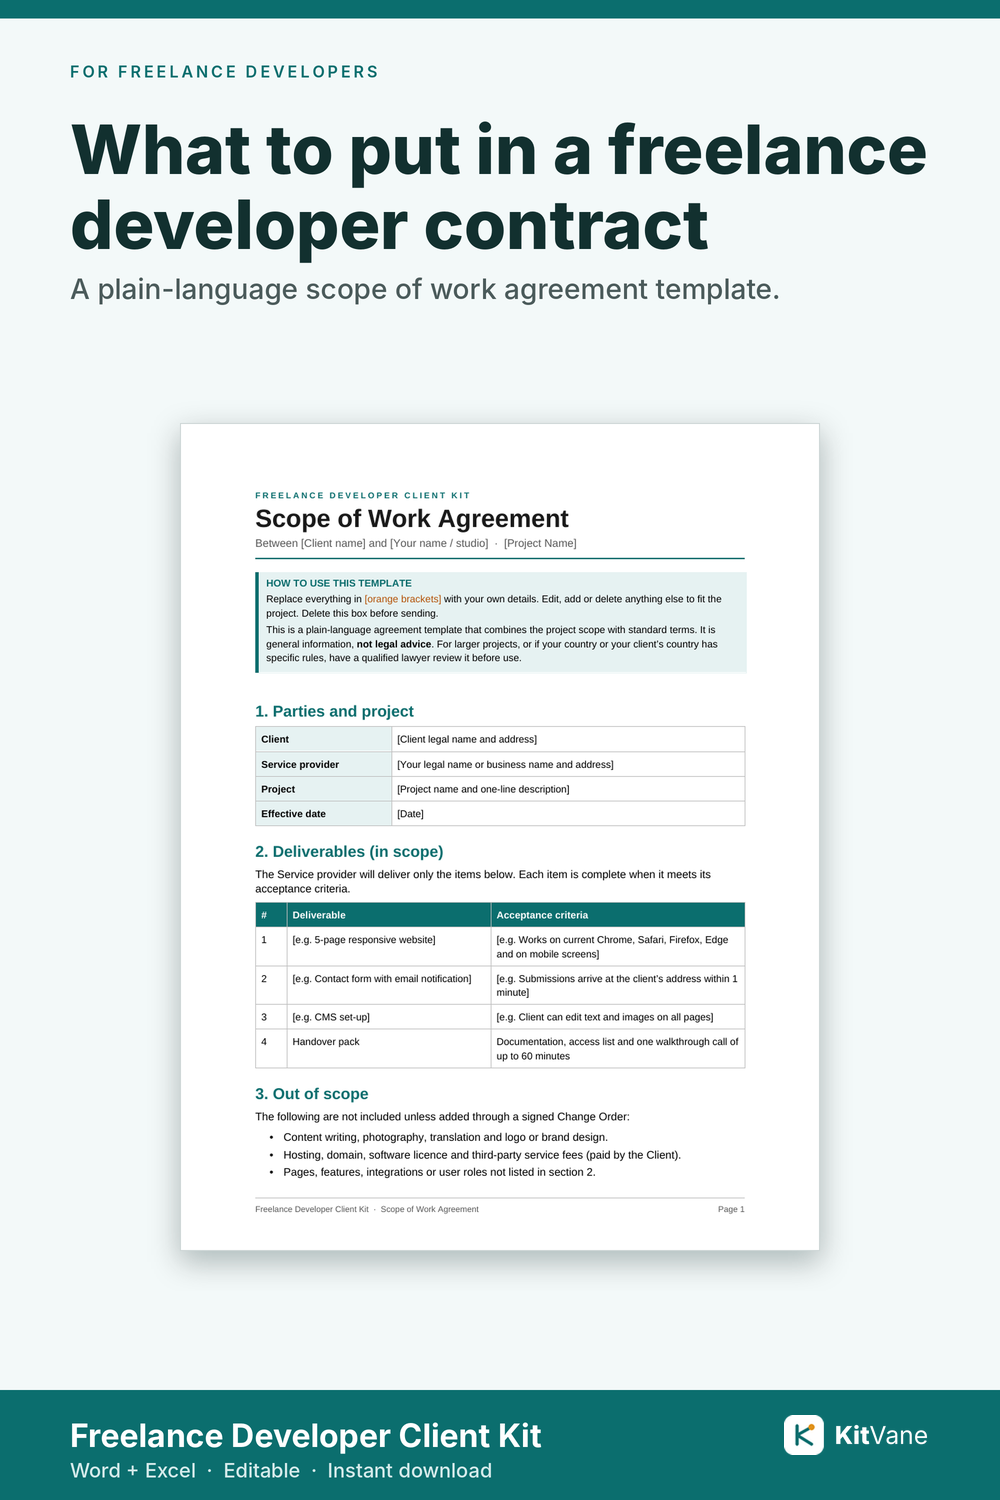 FOR FREELANCE DEVELOPERS
What to put in a freelance
developer contract
A plain-language scope of work agreement template.
FREELANCE DEVELOPER CLIENT KIT
Scope of Work Agreement
Between [Client name] and [Your name / studio] · [Project Name]
HOW TO USE THIS TEMPLATE
Replace everything in [orange brackets] with your own details. Edit, add or delete anything else to fit the
project. Delete this box before sending.
This is a plain-language agreement template that combines the project scope with standard terms. It is
general information, not legal advice. For larger projects, or if your country or your client’s country has
specific rules, have a qualified lawyer review it before use.
1. Parties and project
Client [Client legal name and address]
Service provider [Your legal name or business name and address]
Project [Project name and one-line description]
Effective date [Date]
2. Deliverables (in scope)
The Service provider will deliver only the items below. Each item is complete when it meets its
acceptance criteria.
# Deliverable Acceptance criteria
1 [e.g. 5-page responsive website] [e.g. Works on current Chrome, Safari, Firefox, Edge
and on mobile screens]
2 [e.g. Contact form with email notification] [e.g. Submissions arrive at the client’s address within 1
minute]
3 [e.g. CMS set-up] [e.g. Client can edit text and images on all pages]
4 Handover pack Documentation, access list and one walkthrough call of
up to 60 minutes
3. Out of scope
The following are not included unless added through a signed Change Order:
• Content writing, photography, translation and logo or brand design.
• Hosting, domain, software licence and third-party service fees (paid by the Client).
• Pages, features, integrations or user roles not listed in section 2.
Freelance Developer Client Kit · Scope of Work Agreement Page 1
Freelance Developer Client Kit
Word + Excel · Editable · Instant download
KitVane